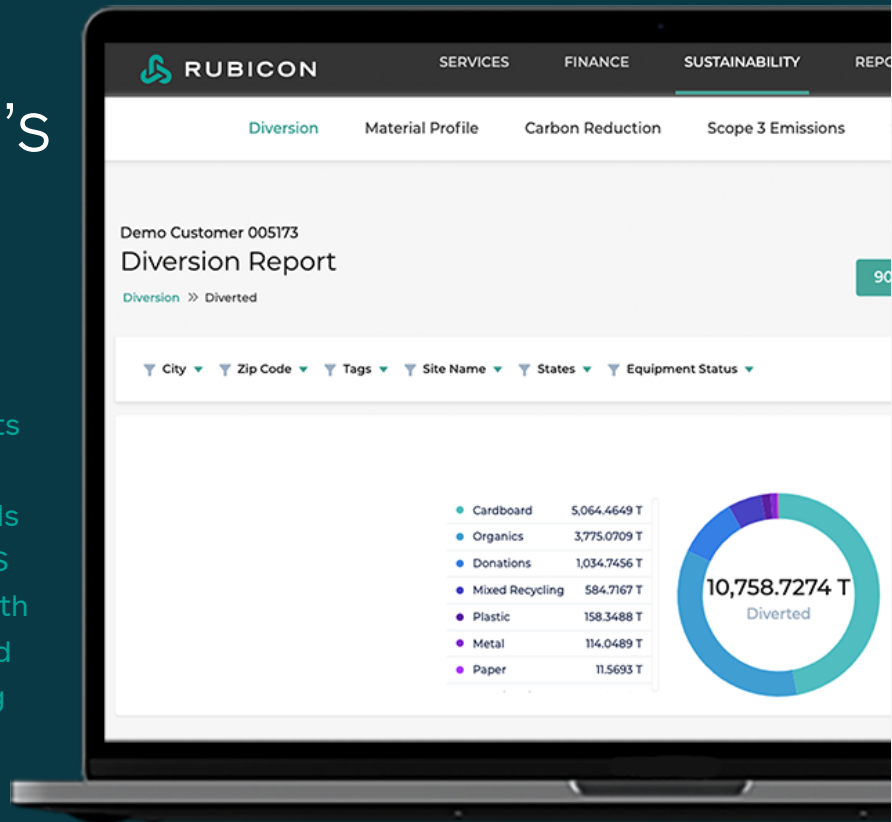 's
RUBICON
SERVICES FINANCE SUSTAINABILITY
Diversion Material Profile Carbon Reduction Scope 3 Emissions
Demo Customer 005173
Diversion Report
90
Diversion » Diverted
City Zip Code Tags Site Name States Equipment Status
Cardboard 5,064.4649 T
Organics 3,775.0709 T
Donations 1,034.7456 T
Mixed Recycling 584.7167 T
Plastic 158.3488 T
Metal 114.0489 T
Paper 11.5693 T
10,758.7274 T
Diverted